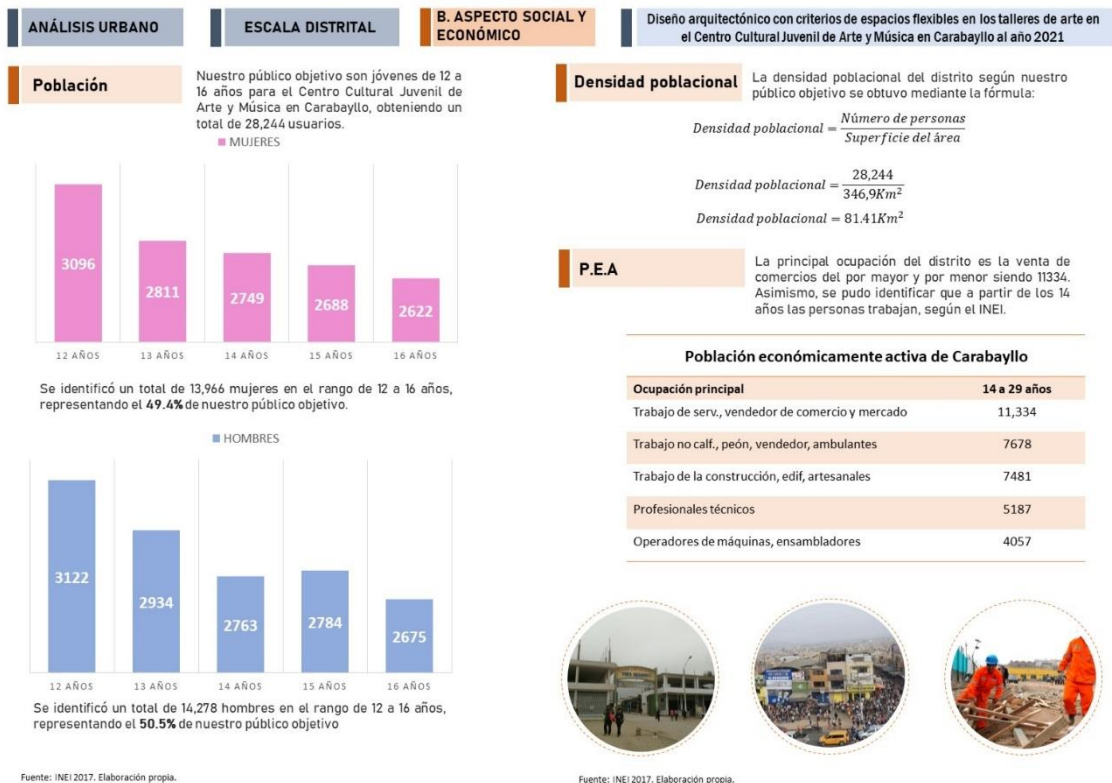 ANÁLISIS URBANO
ESCALA DISTRITAL
B. ASPECTO SOCIAL Y
ECONÓMICO
Diseño arquitectónico con criterios de espacios flexibles en los talleres de arte en
el Centro Cultural Juvenil de Arte y Música en Carabayllo al año 2021
Población
Nuestro público objetivo son jóvenes de 12 a
16 años para el Centro Cultural Juvenil de
Arte y Música en Carabayllo, obteniendo un
total de 28,244 usuarios.
MUJERES
3096
2811
2749
2688
2622
12 AÑOS
13 AÑOS
14 AÑOS
15 AÑOS
16 AÑOS
Se identificó un total de 13,966 mujeres en el rango de 12 a 16 años,
representando el 49.4% de nuestro público objetivo.
HOMBRES
3122
2934
2763
2784
2675
12 AÑOS
13 AÑOS
14 AÑOS
15 AÑOS
16 AÑOS
Se identificó un total de 14,278 hombres en el rango de 12 a 16 años,
representando el 50.5% de nuestro público objetivo
Fuente: INEI 2017. Elaboración propia.
Densidad poblacional
La densidad poblacional del distrito según nuestro
público objetivo se obtuvo mediante la fórmula:
Densidad poblacional = Número de personas / Superficie del área
Densidad poblacional = 28,244 / 346,9Km²
Densidad poblacional = 81.41Km²
P.E.A
La principal ocupación del distrito es la venta de
comercios del por mayor y por menor siendo 11334.
Asimismo, se pudo identificar que a partir de los 14
años las personas trabajan, según el INEI.
Población económicamente activa de Carabayllo
Ocupación principal 14 a 29 años
Trabajo de serv., vendedor de comercio y mercado 11,334
Trabajo no calf., peón, vendedor, ambulantes 7678
Trabajo de la construcción, edif, artesanales 7481
Profesionales técnicos 5187
Operadores de máquinas, ensambladores 4057
Fuente: INEI 2017. Elaboración propia.